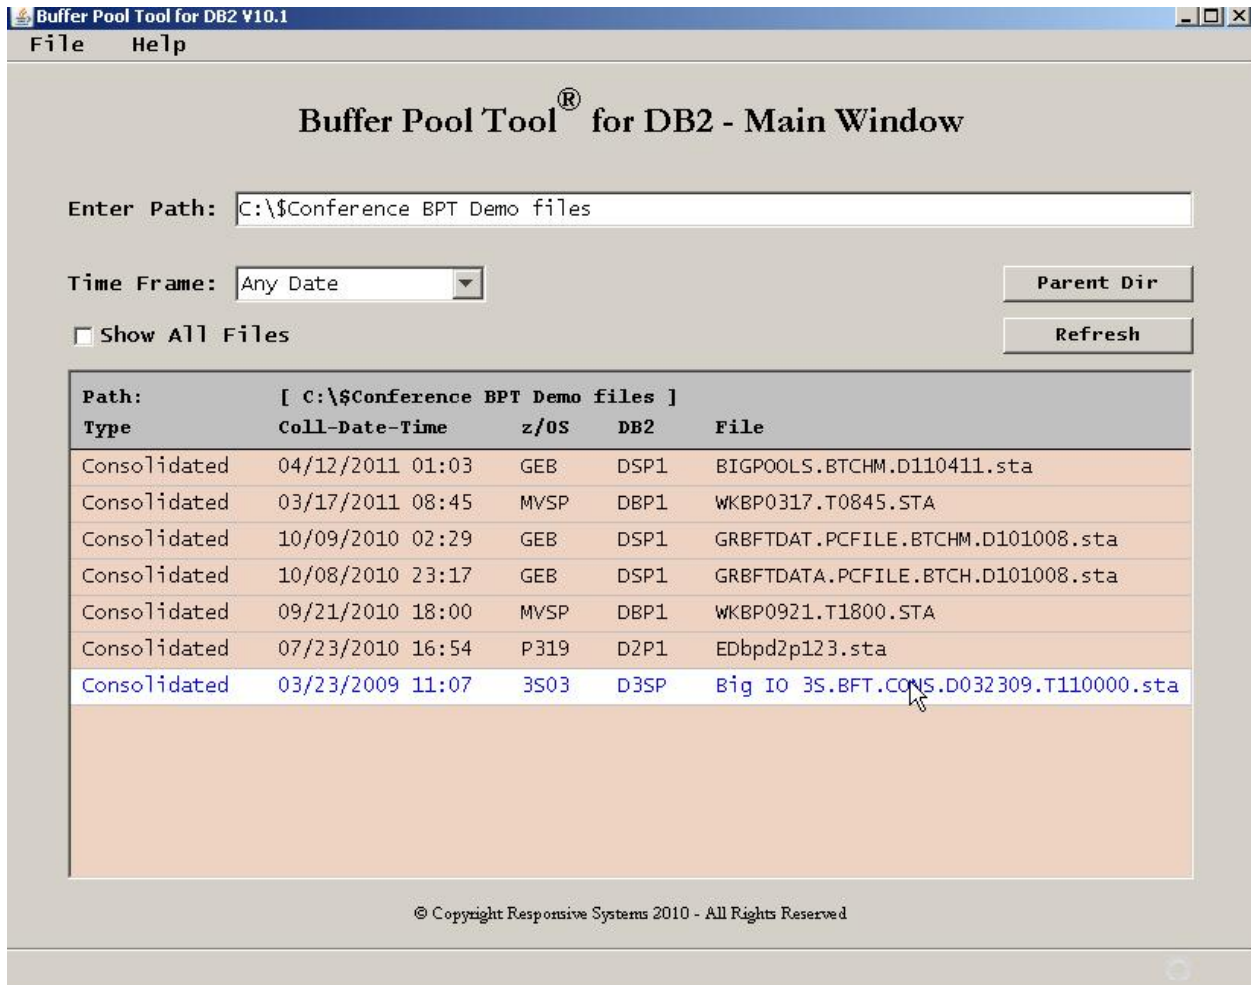 Buffer Pool Tool for DB2 V10.1
File Help
Buffer Pool Tool® for DB2 - Main Window
Enter Path: C:\$Conference BPT Demo files
Time Frame: Any Date Parent Dir
Show All Files Refresh
Path: [ C:\$Conference BPT Demo files ]
Type Coll-Date-Time z/OS DB2 File
Consolidated 04/12/2011 01:03 GEB DSP1 BIGPOOLS.BTCHM.D110411.sta
Consolidated 03/17/2011 08:45 MVSP DBP1 WKBP0317.T0845.STA
Consolidated 10/09/2010 02:29 GEB DSP1 GRBFTDAT.PCFILE.BTCHM.D101008.sta
Consolidated 10/08/2010 23:17 GEB DSP1 GRBFTDATA.PCFILE.BTCH.D101008.sta
Consolidated 09/21/2010 18:00 MVSP DBP1 WKBP0921.T1800.STA
Consolidated 07/23/2010 16:54 P319 D2P1 EDbpd2p123.sta
Consolidated 03/23/2009 11:07 3S03 D3SP Big IO 3S.BFT.CONS.D032309.T110000.sta
© Copyright Responsive Systems 2010 - All Rights Reserved